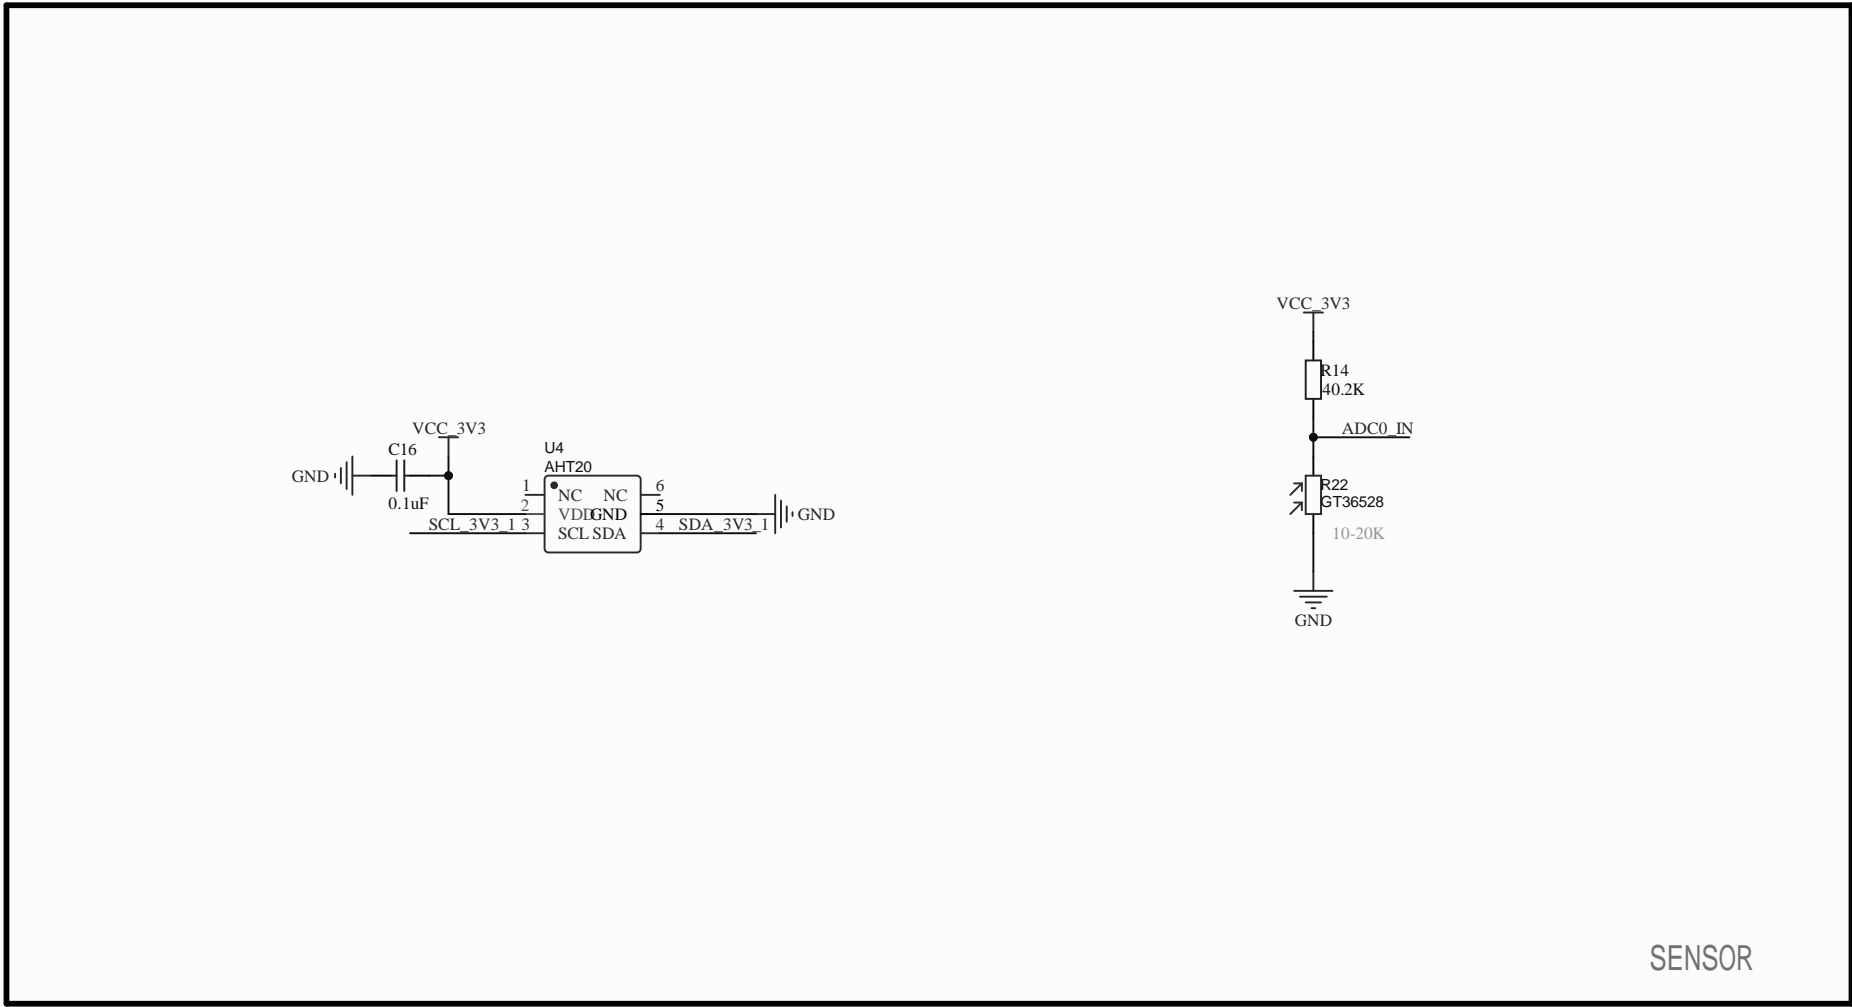 VCC_3V3
R14
40.2K
ADC0_IN
R22
GT36528
10-20K
GND
VCC_3V3
C16
GND
0.1uF
U4
AHT20
1 NC NC 6
2 VDD GND 5
GND
SCL_3V3_1 3 SCL SDA 4 SDA_3V3_1
SENSOR